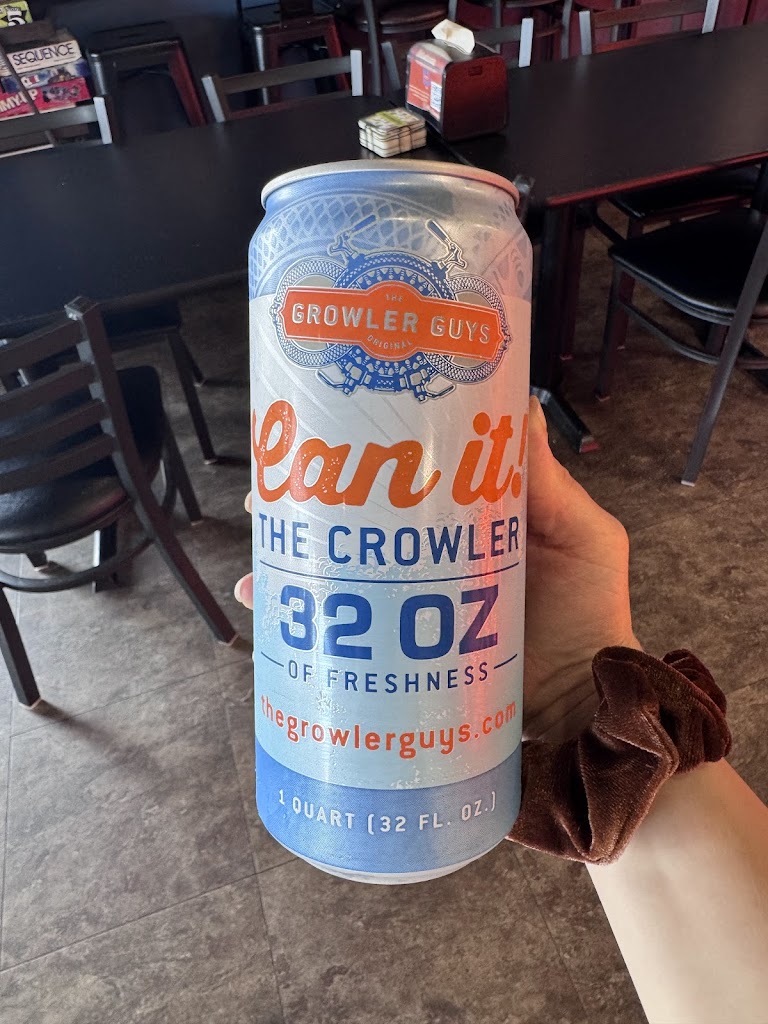 5
SEQUENCE
THE
GROWLER GUYS
ORIGINAL
Can it!
THE CROWLER
32 OZ
OF FRESHNESS
thegrowlerguys.com
1 QUART (32 FL. OZ.)